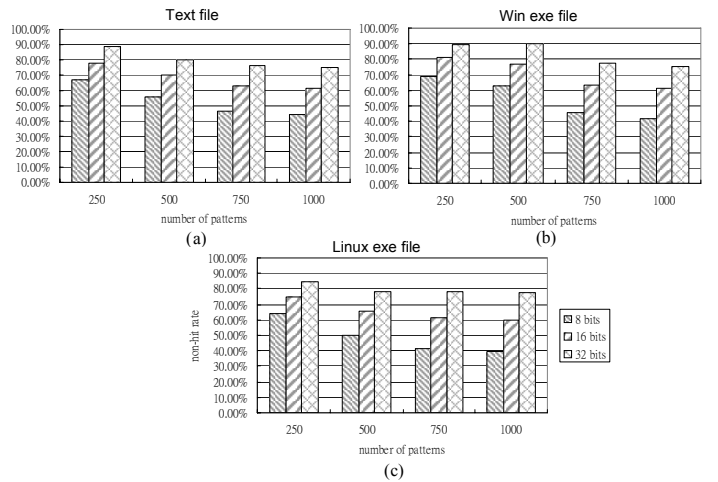 Text file
100.00%
90.00%
80.00%
70.00%
60.00%
50.00%
40.00%
30.00%
20.00%
10.00%
0.00%
250 500 750 1000
number of patterns
(a)
Win exe file
100.00%
90.00%
80.00%
70.00%
60.00%
50.00%
40.00%
30.00%
20.00%
10.00%
0.00%
250 500 750 1000
number of patterns
(b)
Linux exe file
non-hit rate
100.00%
90.00%
80.00%
70.00%
60.00%
50.00%
40.00%
30.00%
20.00%
10.00%
0.00%
250 500 750 1000
number of patterns
(c)
8 bits
16 bits
32 bits